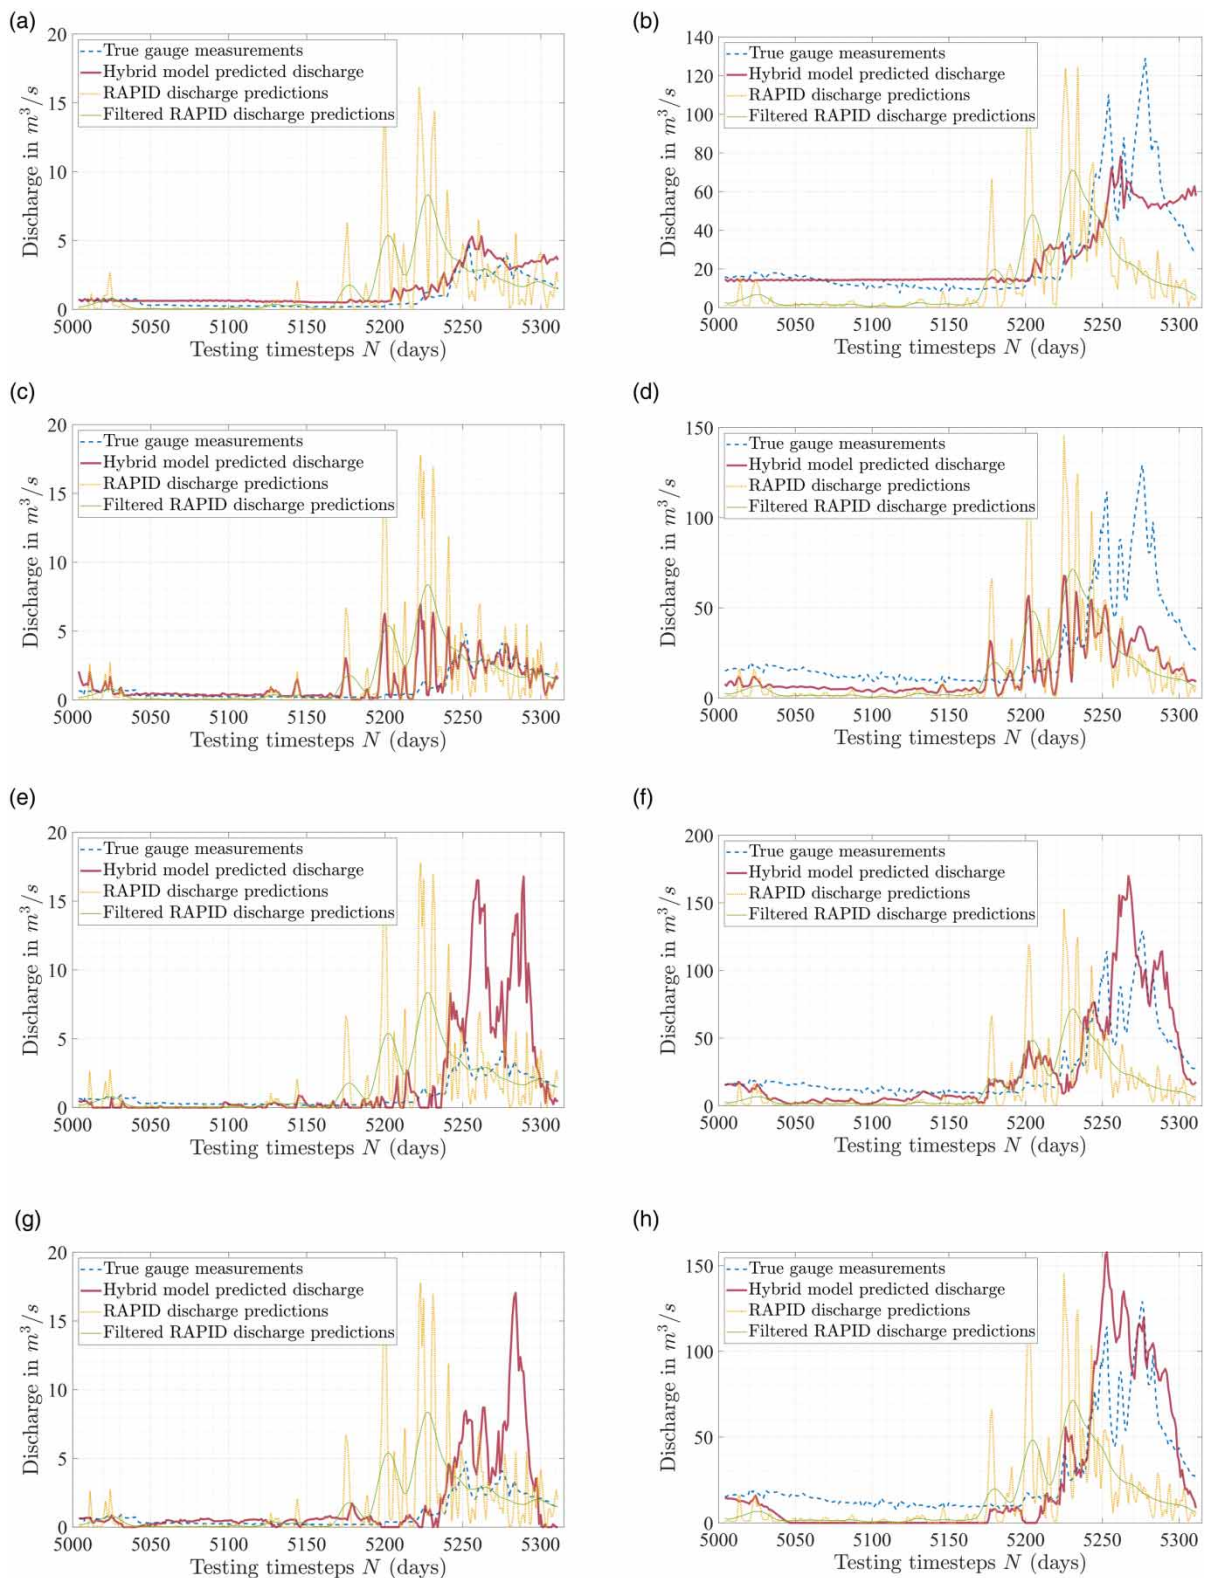 (a)
20
15
10
5
0
5000 5050 5100 5150 5200 5250 5300
Discharge in m³/s
Testing timesteps N (days)
True gauge measurements
Hybrid model predicted discharge
RAPID discharge predictions
Filtered RAPID discharge predictions
(b)
140
120
100
80
60
40
20
0
5000 5050 5100 5150 5200 5250 5300
Discharge in m³/s
Testing timesteps N (days)
True gauge measurements
Hybrid model predicted discharge
RAPID discharge predictions
Filtered RAPID discharge predictions
(c)
20
15
10
5
0
5000 5050 5100 5150 5200 5250 5300
Discharge in m³/s
Testing timesteps N (days)
True gauge measurements
Hybrid model predicted discharge
RAPID discharge predictions
Filtered RAPID discharge predictions
(d)
150
100
50
0
5000 5050 5100 5150 5200 5250 5300
Discharge in m³/s
Testing timesteps N (days)
True gauge measurements
Hybrid model predicted discharge
RAPID discharge predictions
Filtered RAPID discharge predictions
(e)
20
15
10
5
0
5000 5050 5100 5150 5200 5250 5300
Discharge in m³/s
Testing timesteps N (days)
True gauge measurements
Hybrid model predicted discharge
RAPID discharge predictions
Filtered RAPID discharge predictions
(f)
200
150
100
50
0
5000 5050 5100 5150 5200 5250 5300
Discharge in m³/s
Testing timesteps N (days)
True gauge measurements
Hybrid model predicted discharge
RAPID discharge predictions
Filtered RAPID discharge predictions
(g)
20
15
10
5
0
5000 5050 5100 5150 5200 5250 5300
Discharge in m³/s
Testing timesteps N (days)
True gauge measurements
Hybrid model predicted discharge
RAPID discharge predictions
Filtered RAPID discharge predictions
(h)
150
100
50
0
5000 5050 5100 5150 5200 5250 5300
Discharge in m³/s
Testing timesteps N (days)
True gauge measurements
Hybrid model predicted discharge
RAPID discharge predictions
Filtered RAPID discharge predictions